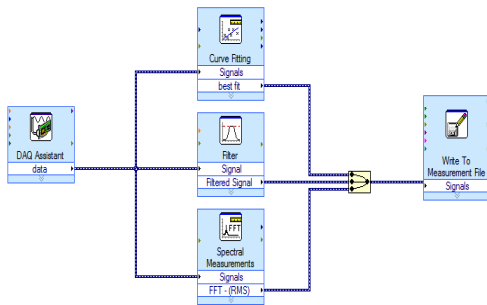 Curve Fitting
Signals
best fit
DAQ Assistant
data
Filter
Signal
Filtered Signal
Write To
Measurement File
Signals
FFT
Spectral
Measurements
Signals
FFT - (RMS)